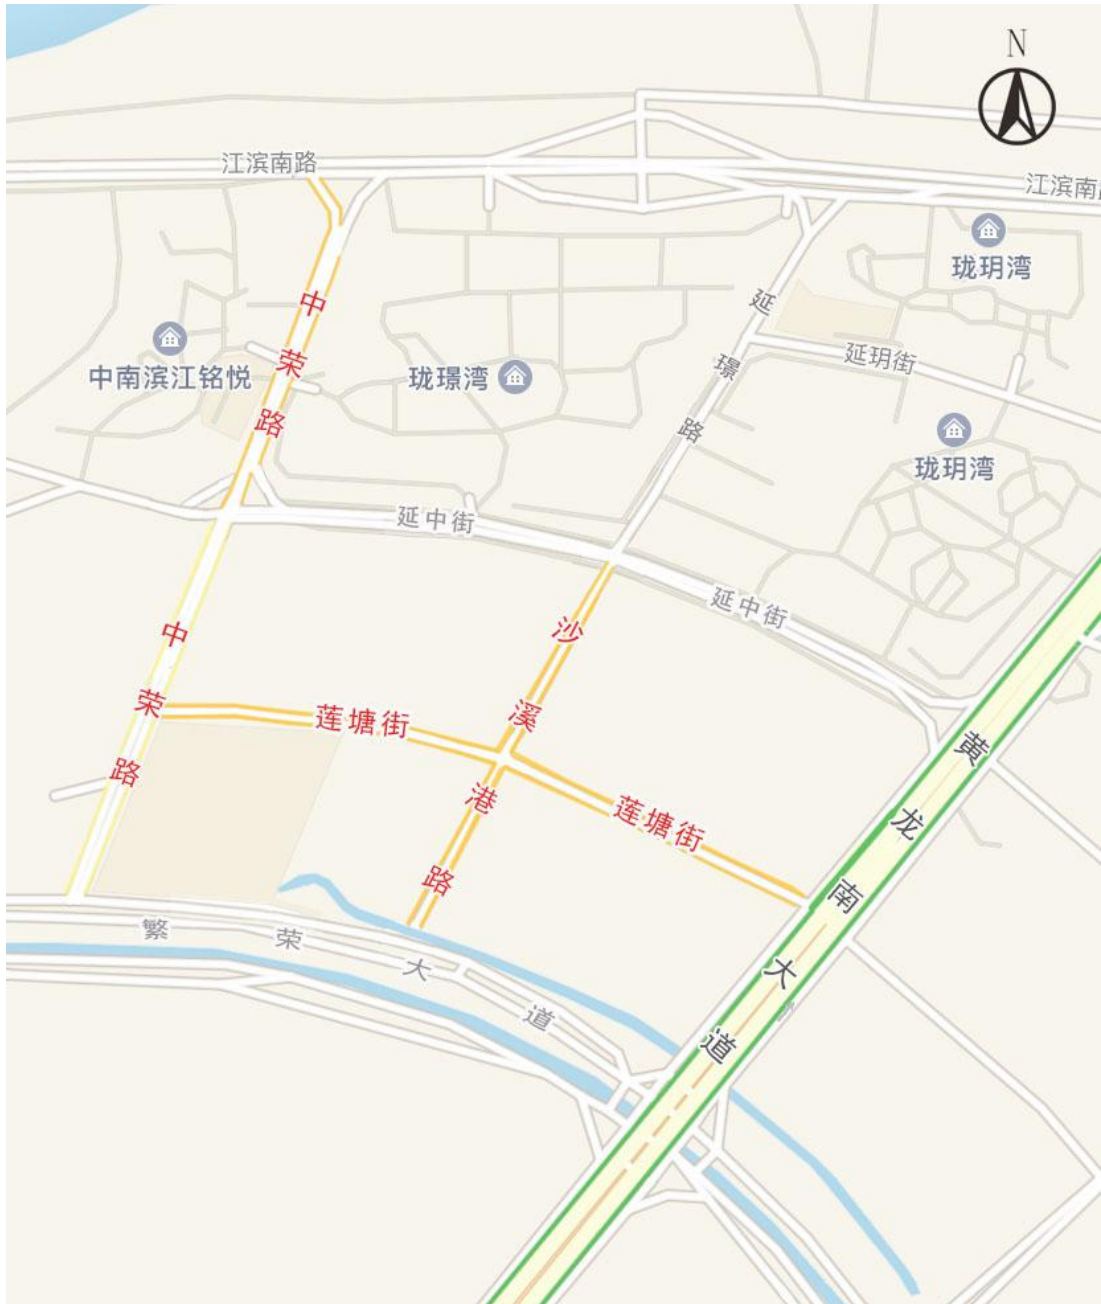 N
江滨南路
江滨南
珑玥湾
中荣路
延璟路
延玥街
中南滨江铭悦
珑璟湾
珑玥湾
延中街
延中街
沙溪港路
中荣路
莲塘街
莲塘街
黄龙南大道
繁荣大道